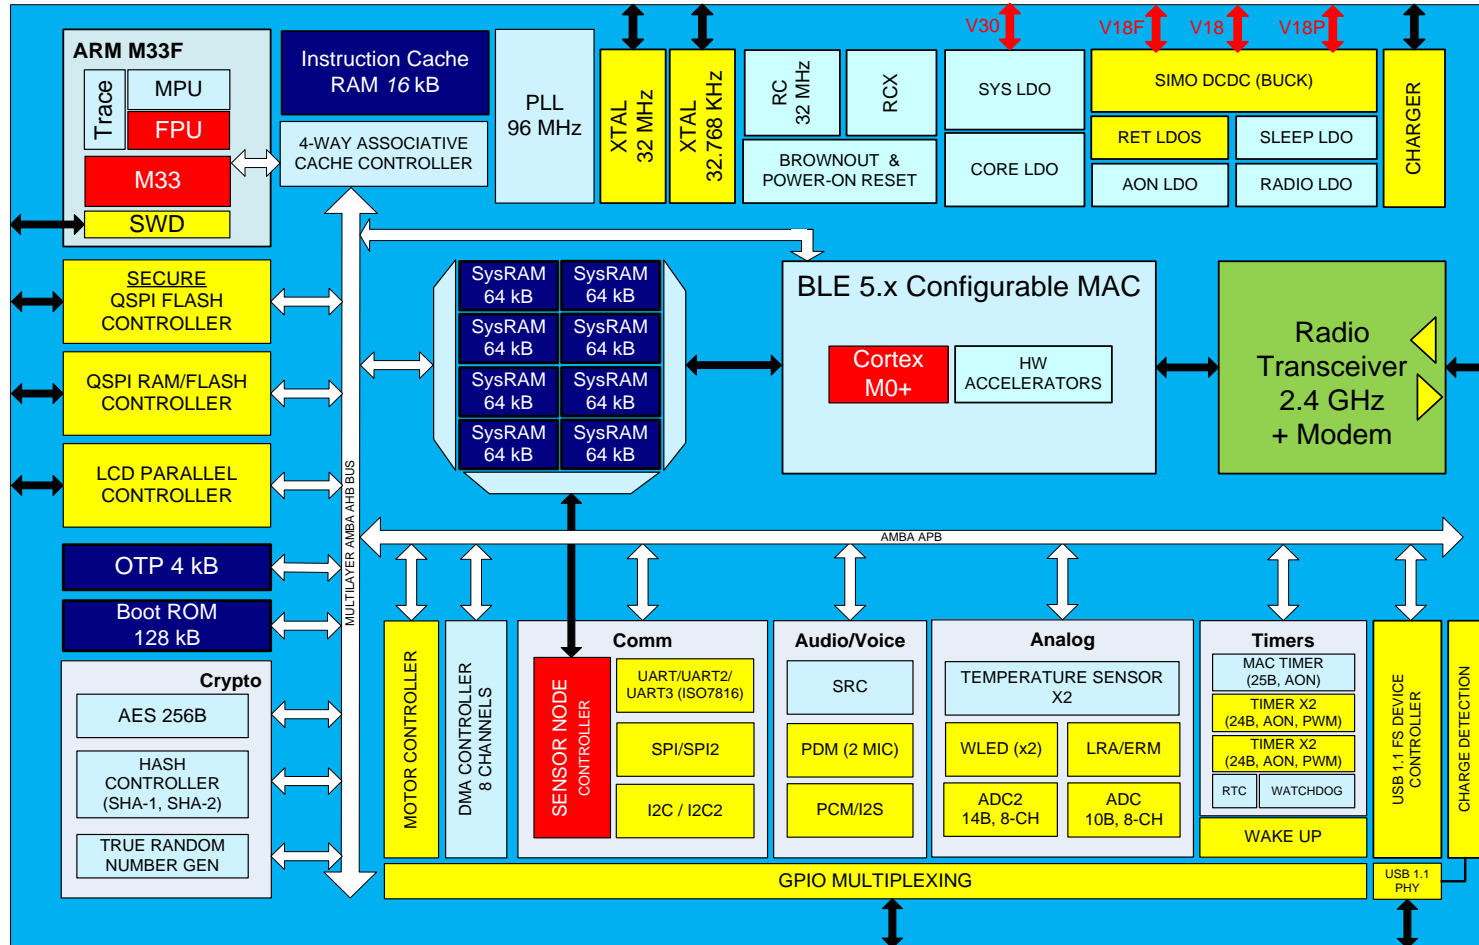 ARM M33F
Trace
MPU
FPU
M33
SWD
Instruction Cache
RAM 16 kB
4-WAY ASSOCIATIVE
CACHE CONTROLLER
PLL
96 MHz
XTAL
32 MHz
XTAL
32.768 KHz
RC
32 MHz
RCX
BROWNOUT &
POWER-ON RESET
V30
SYS LDO
CORE LDO
V18F
V18
V18P
SIMO DCDC (BUCK)
RET LDOS
SLEEP LDO
AON LDO
RADIO LDO
CHARGER
SECURE
QSPI FLASH
CONTROLLER
QSPI RAM/FLASH
CONTROLLER
LCD PARALLEL
CONTROLLER
OTP 4 kB
Boot ROM
128 kB
Crypto
AES 256B
HASH
CONTROLLER
(SHA-1, SHA-2)
TRUE RANDOM
NUMBER GEN
MULTILAYER AMBA AHB BUS
SysRAM
64 kB
SysRAM
64 kB
SysRAM
64 kB
SysRAM
64 kB
SysRAM
64 kB
SysRAM
64 kB
SysRAM
64 kB
SysRAM
64 kB
BLE 5.x Configurable MAC
Cortex
M0+
HW
ACCELERATORS
Radio
Transceiver
2.4 GHz
+ Modem
AMBA APB
MOTOR CONTROLLER
DMA CONTROLLER
8 CHANNELS
Comm
SENSOR NODE
CONTROLLER
UART/UART2/
UART3 (ISO7816)
SPI/SPI2
I2C / I2C2
Audio/Voice
SRC
PDM (2 MIC)
PCM/I2S
Analog
TEMPERATURE SENSOR
X2
WLED (x2)
LRA/ERM
ADC2
14B, 8-CH
ADC
10B, 8-CH
Timers
MAC TIMER
(25B, AON)
TIMER X2
(24B, AON, PWM)
TIMER X2
(24B, AON, PWM)
RTC
WATCHDOG
WAKE UP
USB 1.1 FS DEVICE
CONTROLLER
CHARGE DETECTION
GPIO MULTIPLEXING
USB 1.1
PHY